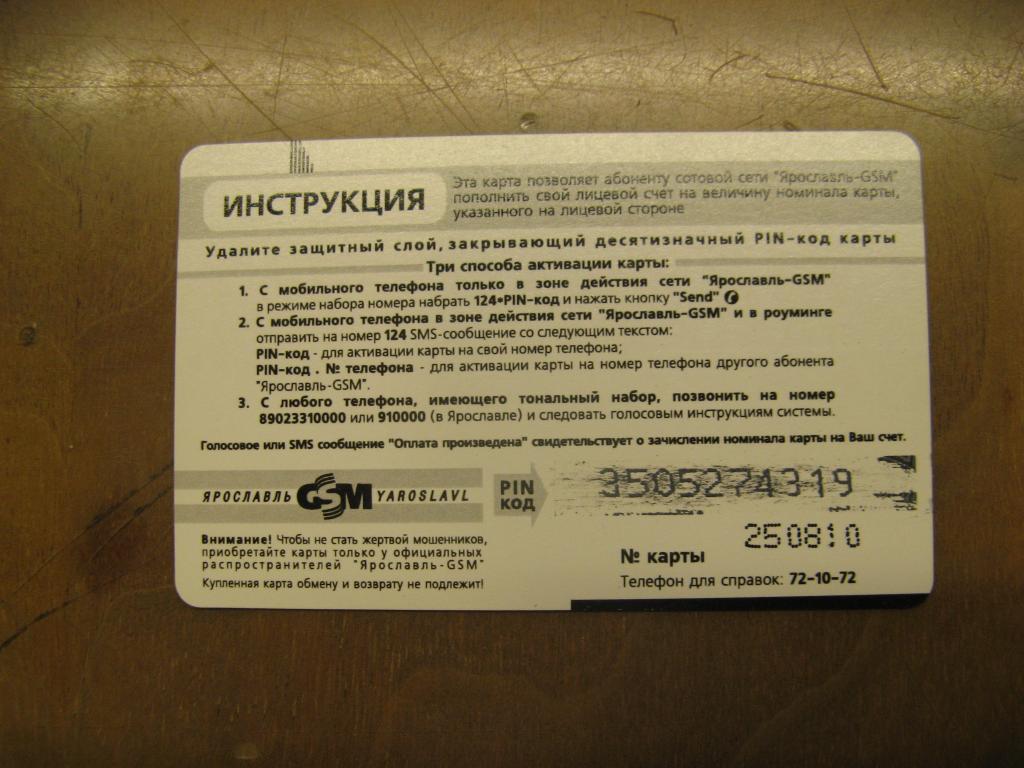 ИНСТРУКЦИЯ
Эта карта позволяет абоненту сотовой сети "Ярославль-GSM"
пополнить свой лицевой счет на величину номинала карты,
указанного на лицевой стороне
Удалите защитный слой, закрывающий десятизначный PIN-код карты
Три способа активации карты:
1. С мобильного телефона только в зоне действия сети "Ярославль-GSM"
в режиме набора номера набрать 124*PIN-код и нажать кнопку "Send"
2. С мобильного телефона в зоне действия сети "Ярославль-GSM" и в роуминге
отправить на номер 124 SMS-сообщение со следующим текстом:
PIN-код - для активации карты на свой номер телефона;
PIN-код . № телефона - для активации карты на номер телефона другого абонента
"Ярославль-GSM".
3. С любого телефона, имеющего тональный набор, позвонить на номер
89023310000 или 910000 (в Ярославле) и следовать голосовым инструкциям системы.
Голосовое или SMS сообщение "Оплата произведена" свидетельствует о зачислении номинала карты на Ваш счет.
ЯРОСЛАВЛЬ GSM YAROSLAVL
PIN
КОД
3505274319
Внимание! Чтобы не стать жертвой мошенников,
приобретайте карты только у официальных
распространителей "Ярославль-GSM"
Купленная карта обмену и возврату не подлежит!
250810
№ карты
Телефон для справок: 72-10-72